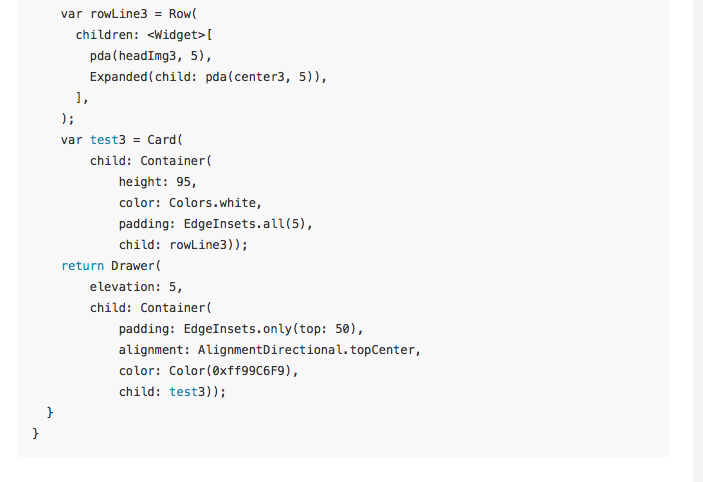 var rowLine3 = Row(
children: <Widget>[
pda(headImg3, 5),
Expanded(child: pda(center3, 5)),
],
);
var test3 = Card(
child: Container(
height: 95,
color: Colors.white,
padding: EdgeInsets.all(5),
child: rowLine3));
return Drawer(
elevation: 5,
child: Container(
padding: EdgeInsets.only(top: 50),
alignment: AlignmentDirectional.topCenter,
color: Color(0xff99C6F9),
child: test3));
}
}